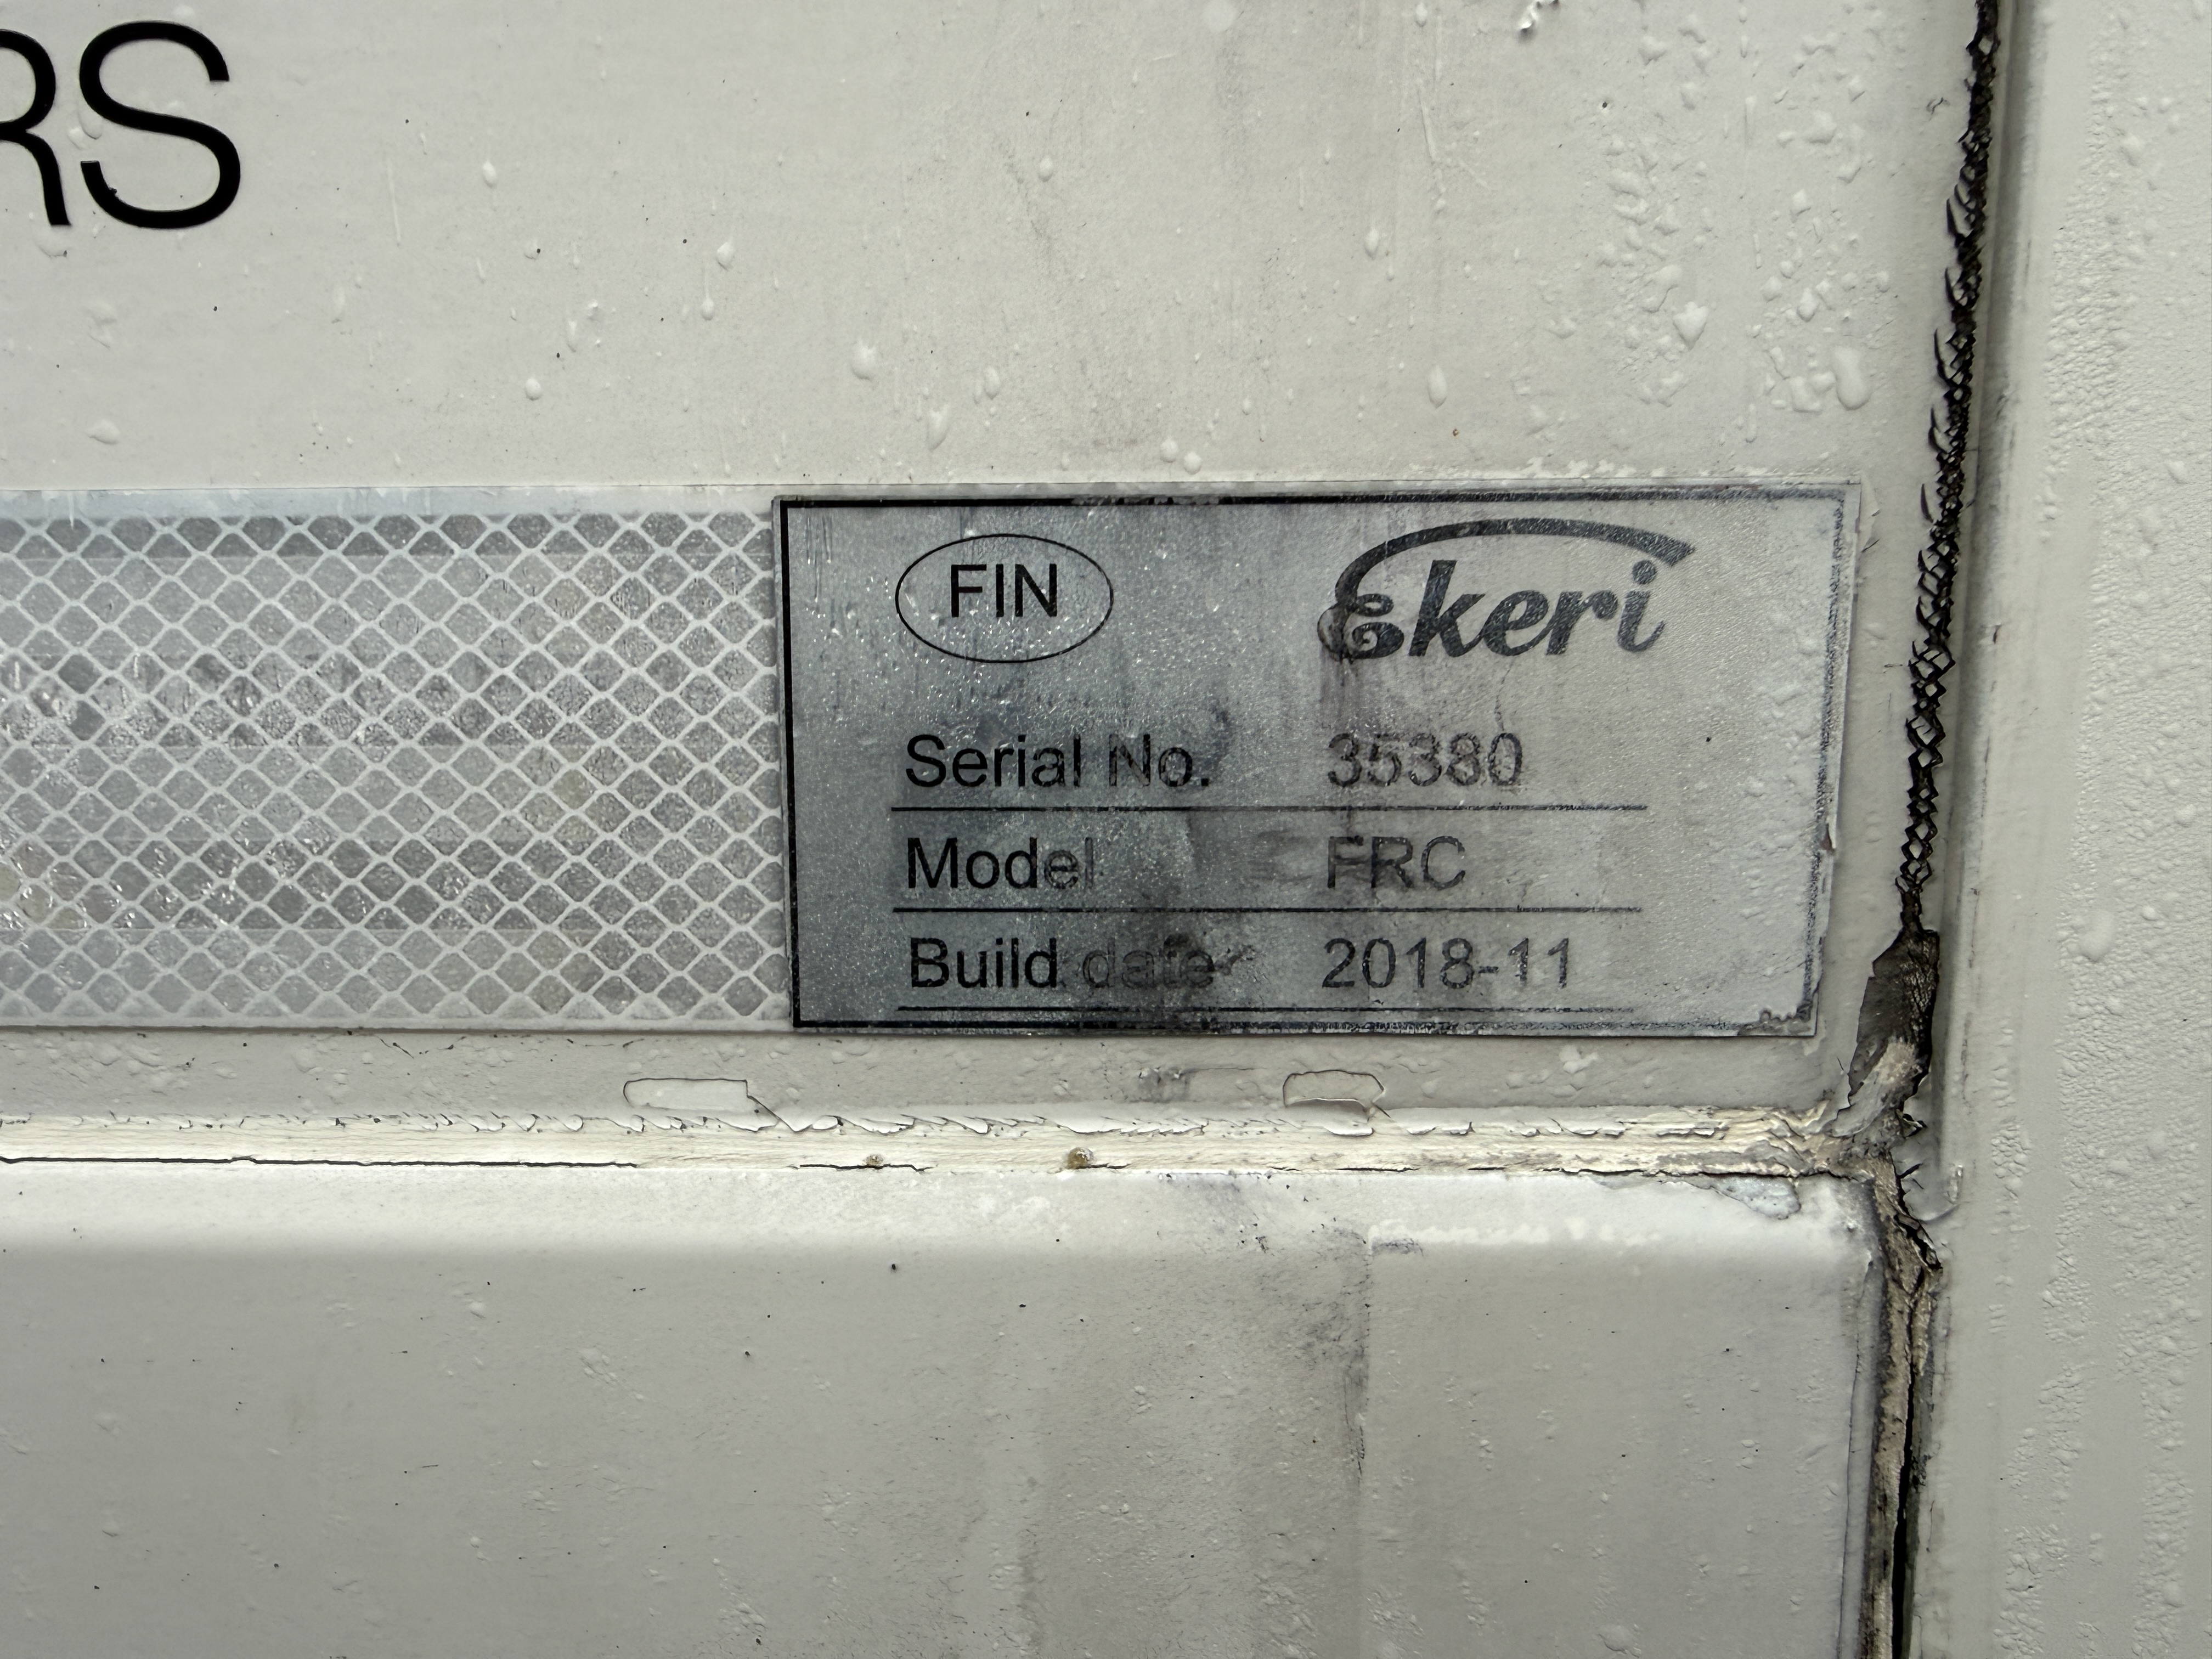 RS
FIN
Ekeri
Serial No. 35380
Model FRC
Build date 2018-11